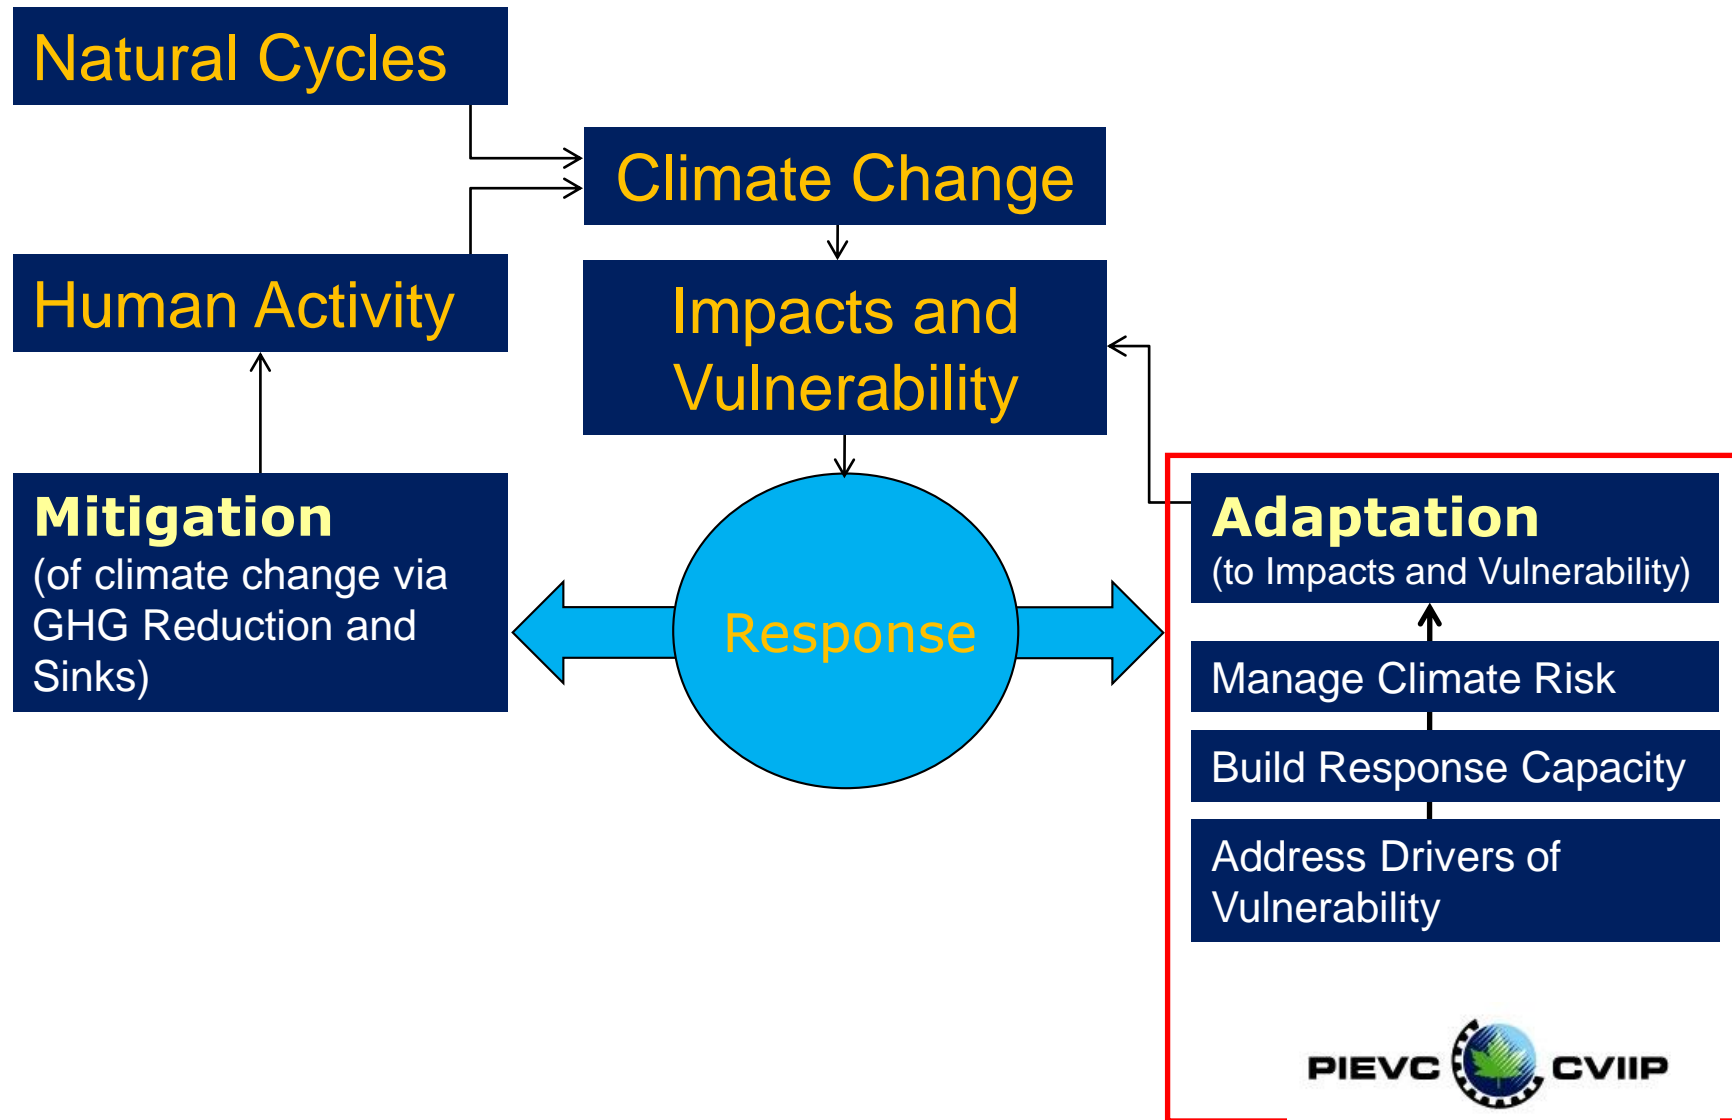 Natural Cycles
Climate Change
Human Activity
Impacts and
Vulnerability
Mitigation
(of climate change via
GHG Reduction and
Sinks)
Response
Adaptation
(to Impacts and Vulnerability)
Manage Climate Risk
Build Response Capacity
Address Drivers of
Vulnerability
PIEVC CVIIP